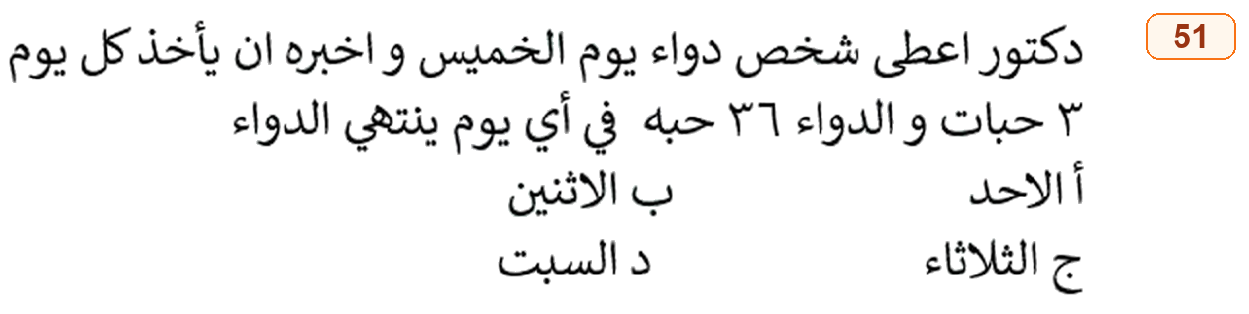 51
دكتور اعطى شخص دواء يوم الخميس و اخبره ان يأخذ كل يوم
٣ حبات و الدواء ٣٦ حبه في أي يوم ينتهي الدواء
أ الاحد ب الاثنين
ج الثلاثاء د السبت